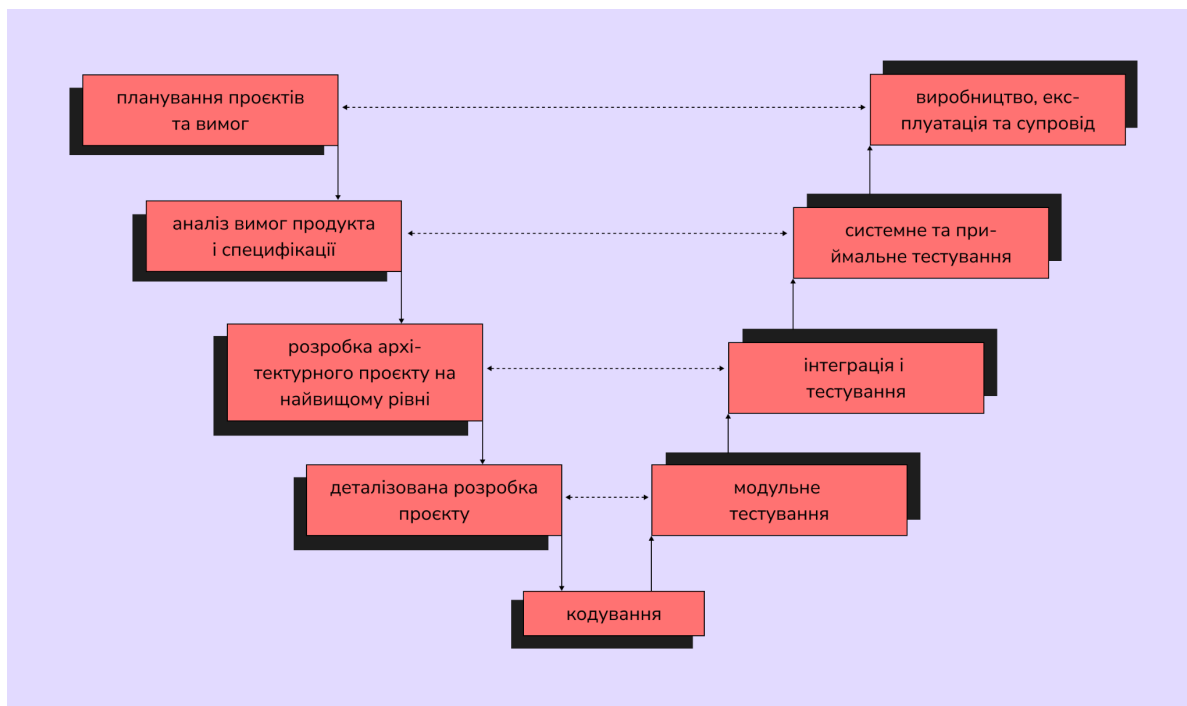 планування проєктів
та вимог
виробництво, екс-
плуатація та супровід
аналіз вимог продукта
і специфікації
системне та при-
ймальне тестування
розробка архі-
тектурного проєкту на
найвищому рівні
інтеграція і
тестування
деталізована розробка
проєкту
модульне
тестування
кодування